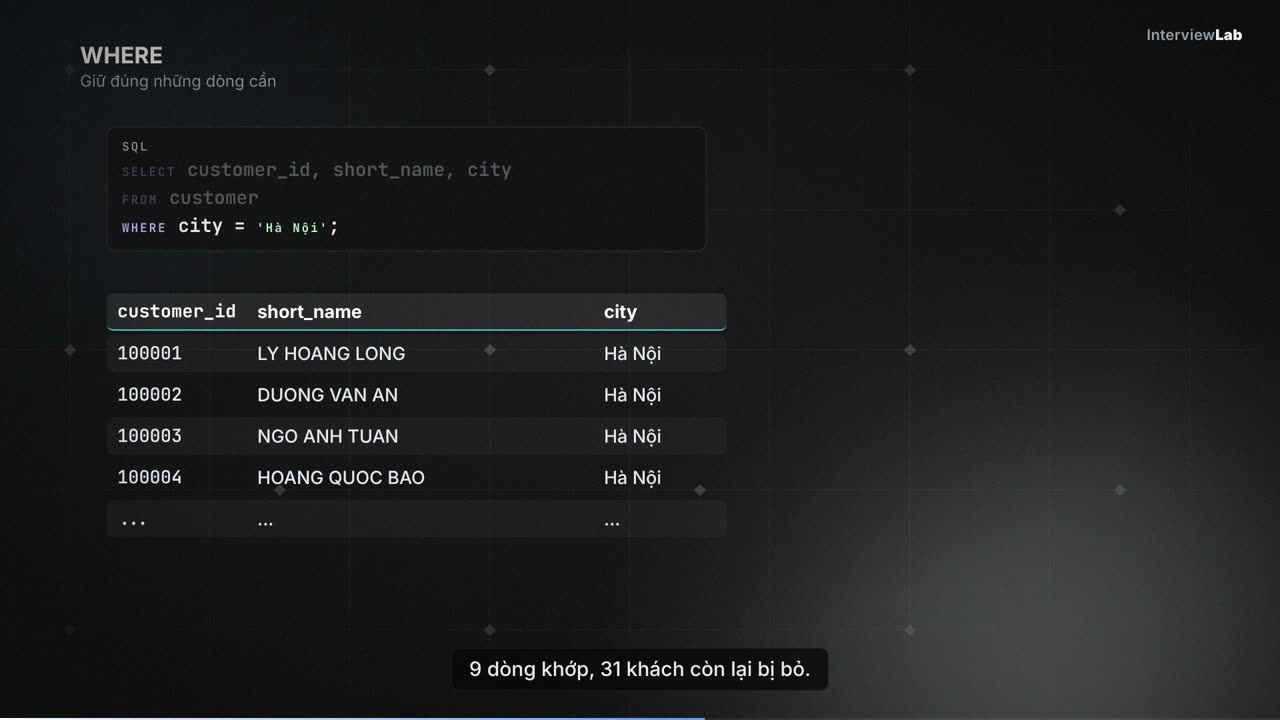 InterviewLab
WHERE
Giữ đúng những dòng cần
SQL
SELECT customer_id, short_name, city
FROM customer
WHERE city = 'Hà Nội';
customer_id short_name city
100001 LY HOANG LONG Hà Nội
100002 DUONG VAN AN Hà Nội
100003 NGO ANH TUAN Hà Nội
100004 HOANG QUOC BAO Hà Nội
... ... ...
9 dòng khớp, 31 khách còn lại bị bỏ.